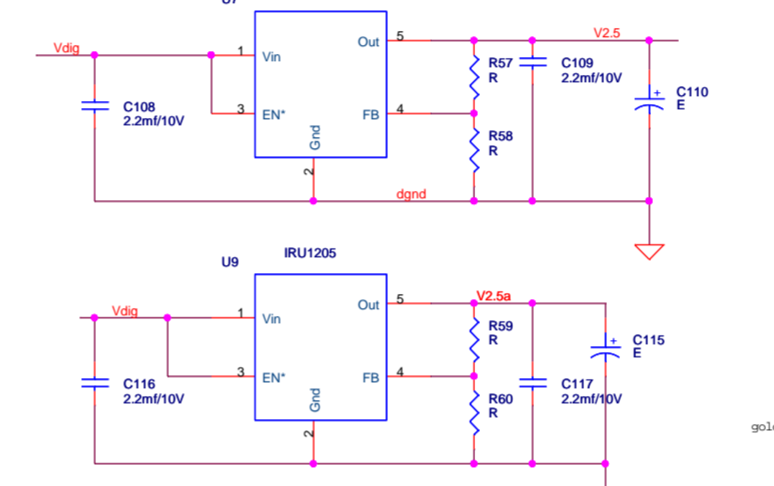 U7
Vdig
1
Vin
Out
5
V2.5
R57
R
C109
2.2mf/10V
C110
E
C108
2.2mf/10V
3
EN*
FB
4
R58
R
Gnd
2
dgnd
U9
IRU1205
Vdig
1
Vin
Out
5
V2.5a
R59
R
C115
E
C116
2.2mf/10V
3
EN*
FB
4
R60
R
C117
2.2mf/10V
Gnd
2